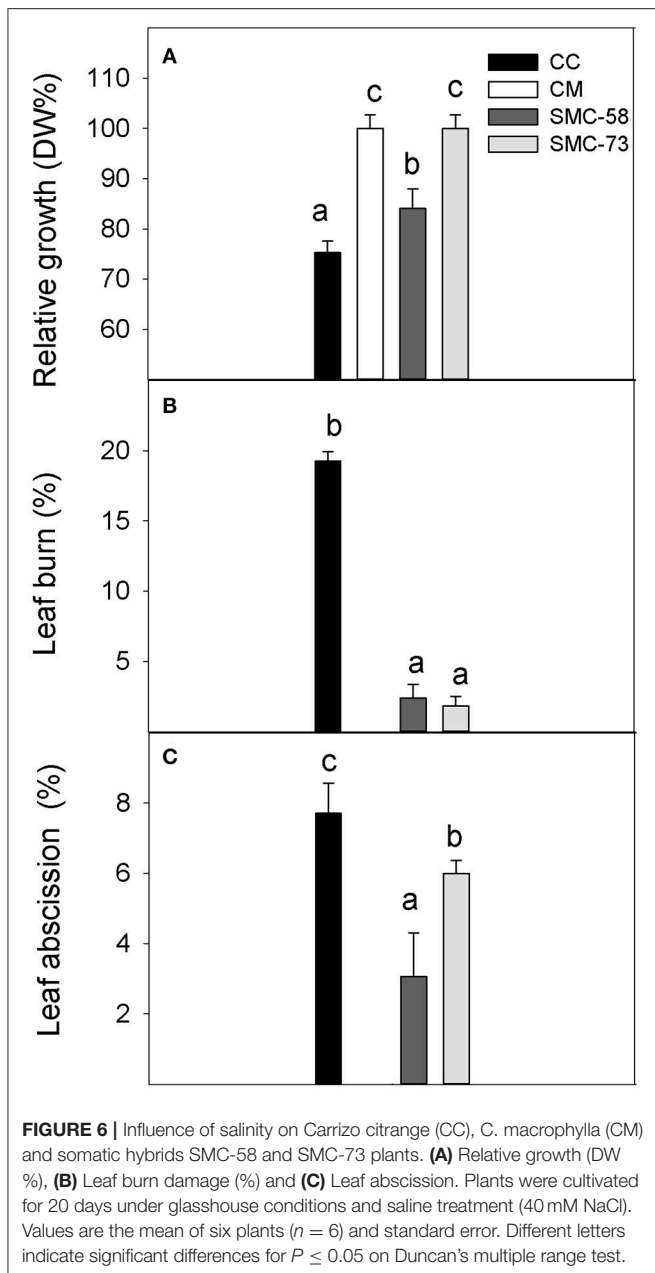 A
CC
CM
SMC-58
SMC-73
Relative growth (DW%)
110
100
90
80
70
60
a
c
b
c
B
Leaf burn (%)
20
15
10
5
b
a
a
C
Leaf abscission (%)
8
6
4
2
c
a
b
FIGURE 6 | Influence of salinity on Carrizo citrange (CC), C. macrophylla (CM)
and somatic hybrids SMC-58 and SMC-73 plants. (A) Relative growth (DW
%), (B) Leaf burn damage (%) and (C) Leaf abscission. Plants were cultivated
for 20 days under glasshouse conditions and saline treatment (40 mM NaCl).
Values are the mean of six plants (n = 6) and standard error. Different letters
indicate significant differences for P ≤ 0.05 on Duncan's multiple range test.